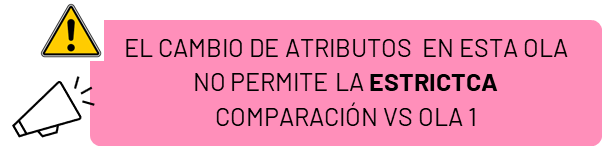 EL CAMBIO DE ATRIBUTOS EN ESTA OLA
NO PERMITE LA ESTRICTCA
COMPARACIÓN VS OLA 1